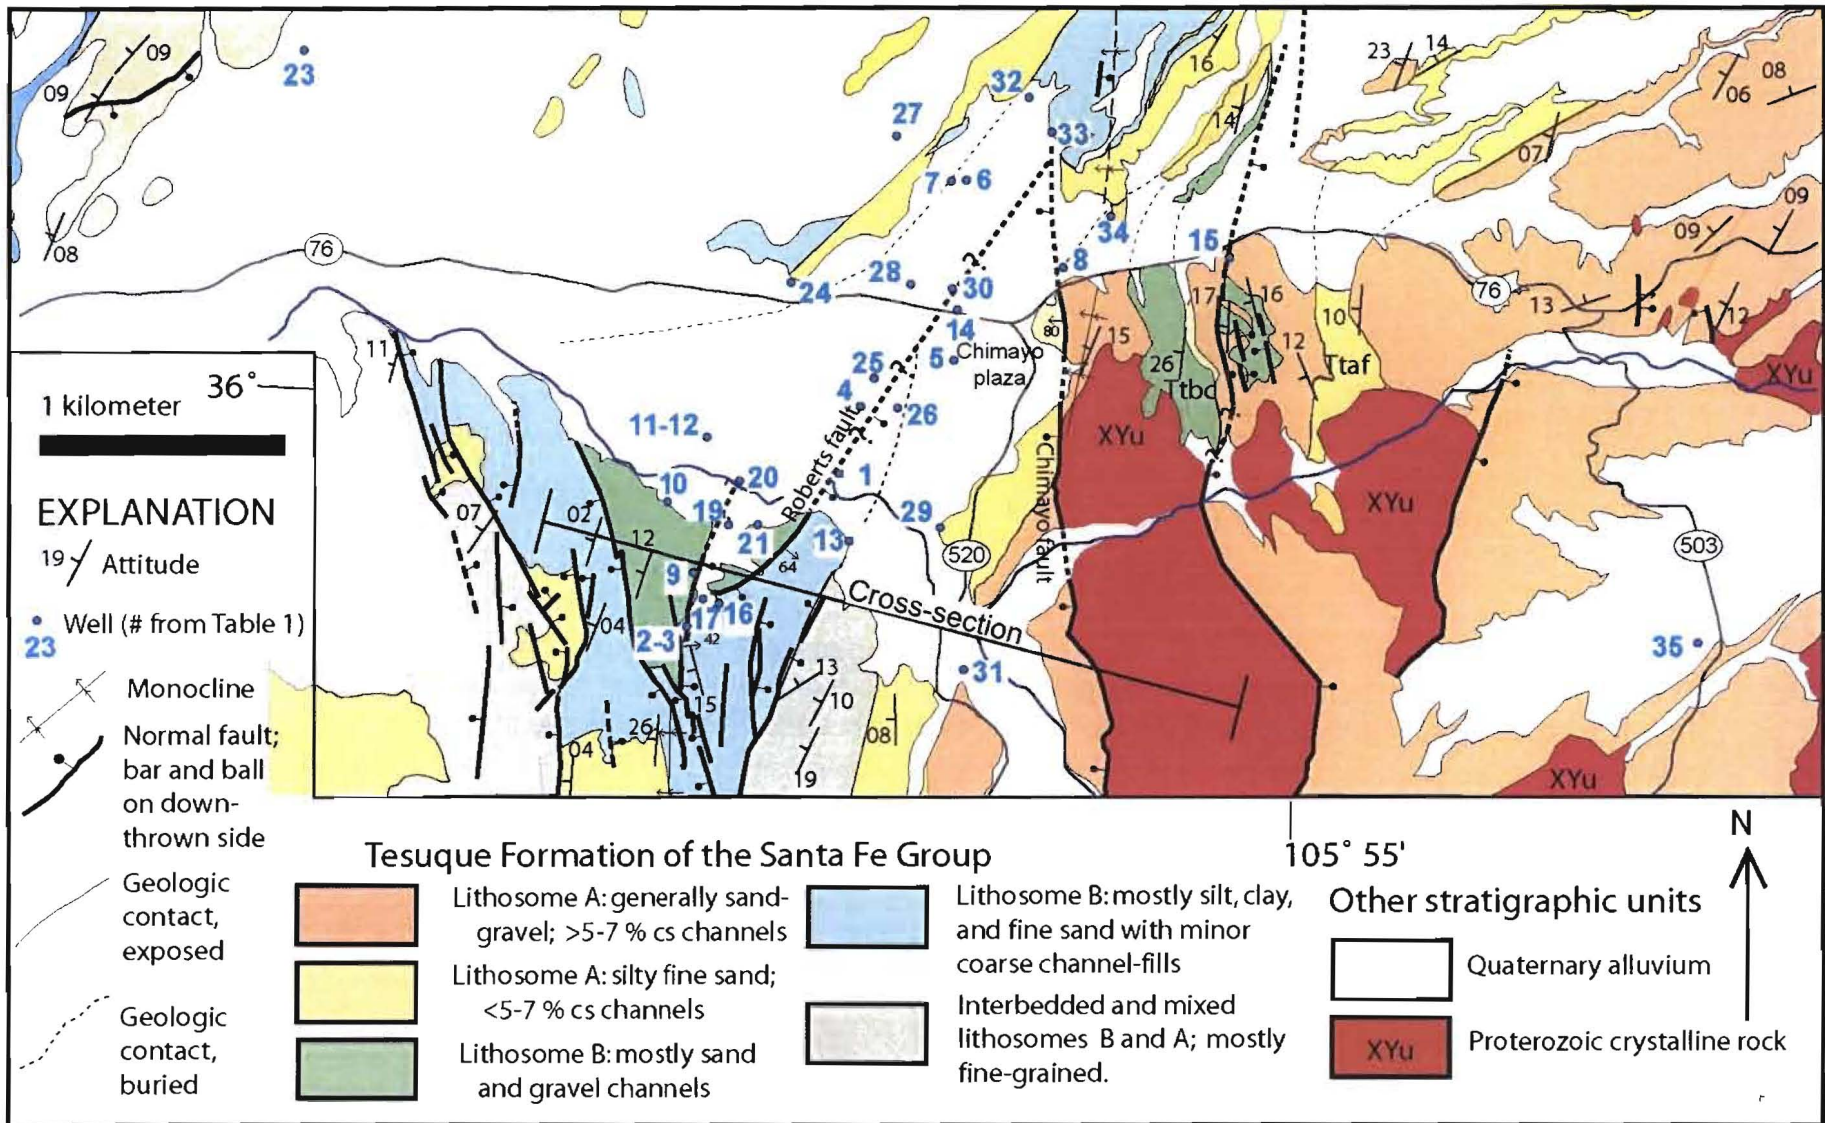 09
09
23
08
76
32
27
33
7
6
16
14
23
14
08
06
07
09
09
34
15
8
28
24
30
14
5
Chimayo
plaza
25
4
26
80
15
26
Ttbc
17
16
12
10
Ttaf
76
13
12
XYu
XYu
XYu
11
36°
1 kilometer
11-12
Roberts fault
Chimayo fault
10
20
1
19
21
13
29
520
503
07
02
12
9
64
?
?
?
?
?
Cross-section
04
17
16
2-3
42
15
13
10
31
35
26
04
08
19
XYu
EXPLANATION
19
Attitude
Well (# from Table 1)
23
Monocline
Normal fault;
bar and ball
on down-
thrown side
Geologic
contact,
exposed
Geologic
contact,
buried
105° 55'
N
Tesuque Formation of the Santa Fe Group
Lithosome A: generally sand-
gravel; >5-7 % cs channels
Lithosome A: silty fine sand;
<5-7 % cs channels
Lithosome B: mostly sand
and gravel channels
Lithosome B: mostly silt, clay,
and fine sand with minor
coarse channel-fills
Interbedded and mixed
lithosomes B and A; mostly
fine-grained.
Other stratigraphic units
Quaternary alluvium
XYu
Proterozoic crystalline rock